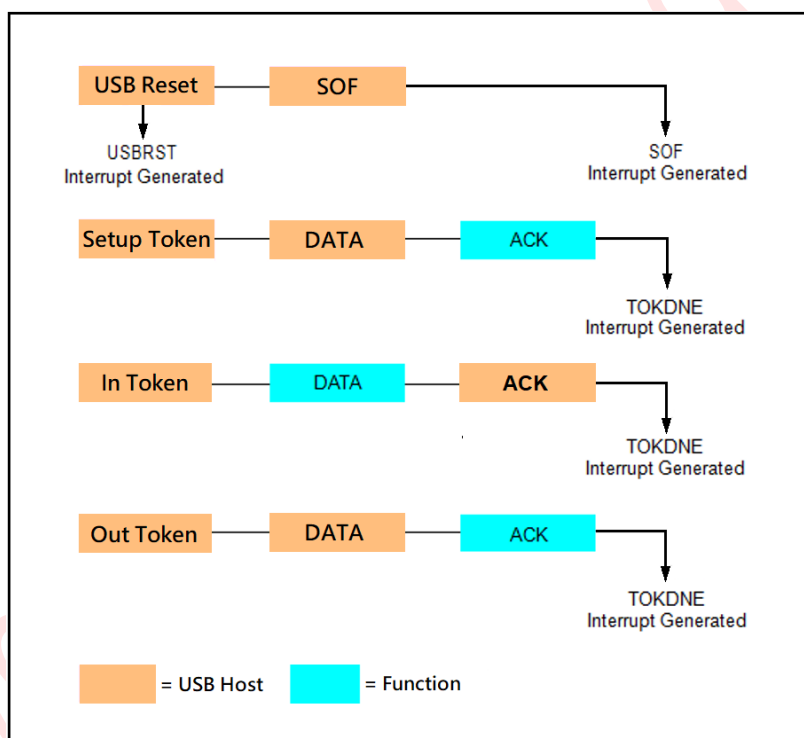 USB Reset
SOF
USBRST
Interrupt Generated
SOF
Interrupt Generated
Setup Token
DATA
ACK
TOKDNE
Interrupt Generated
In Token
DATA
ACK
TOKDNE
Interrupt Generated
Out Token
DATA
ACK
TOKDNE
Interrupt Generated
= USB Host
= Function